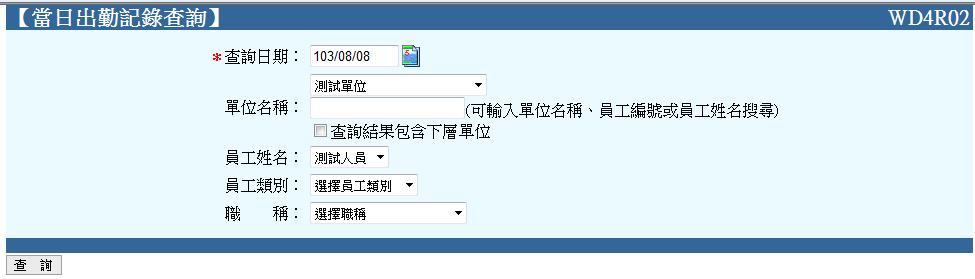 【當日出勤記錄查詢】 WD4R02
*查詢日期： 103/08/08
測試單位
單位名稱： (可輸入單位名稱、員工編號或員工姓名搜尋)
查詢結果包含下層單位
員工姓名： 測試人員
員工類別： 選擇員工類別
職　　稱： 選擇職稱
查　詢